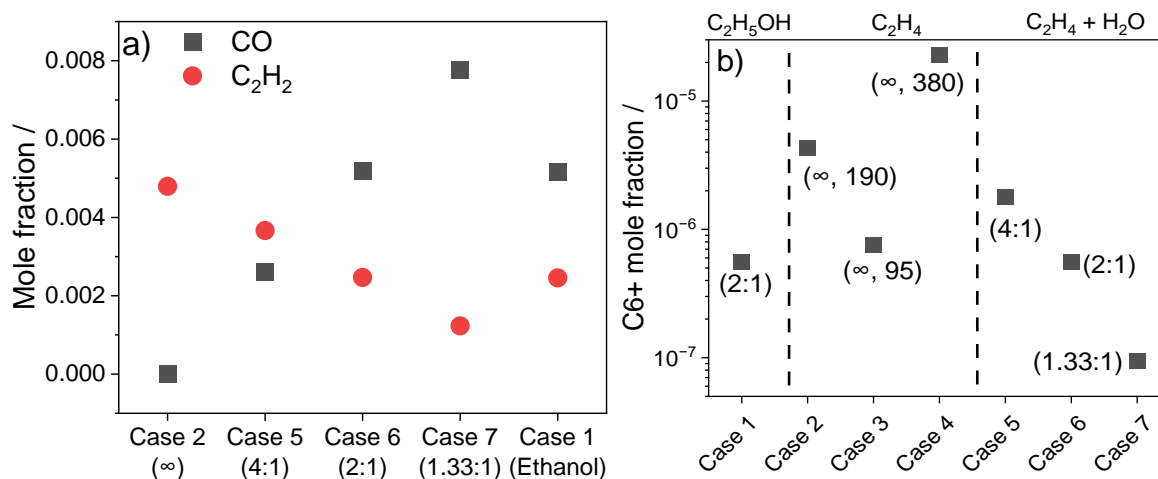 a)
CO
C₂H₂
Mole fraction /
0.008
0.006
0.004
0.002
0.000
Case 2
(∞)
Case 5
(4:1)
Case 6
(2:1)
Case 7
(1.33:1)
Case 1
(Ethanol)
C₂H₅OH
C₂H₄
C₂H₄ + H₂O
b)
C6+ mole fraction /
10⁻⁵
10⁻⁶
10⁻⁷
(∞, 380)
(∞, 190)
(4:1)
(∞, 95)
(2:1)
(2:1)
(1.33:1)
Case 1
Case 2
Case 3
Case 4
Case 5
Case 6
Case 7